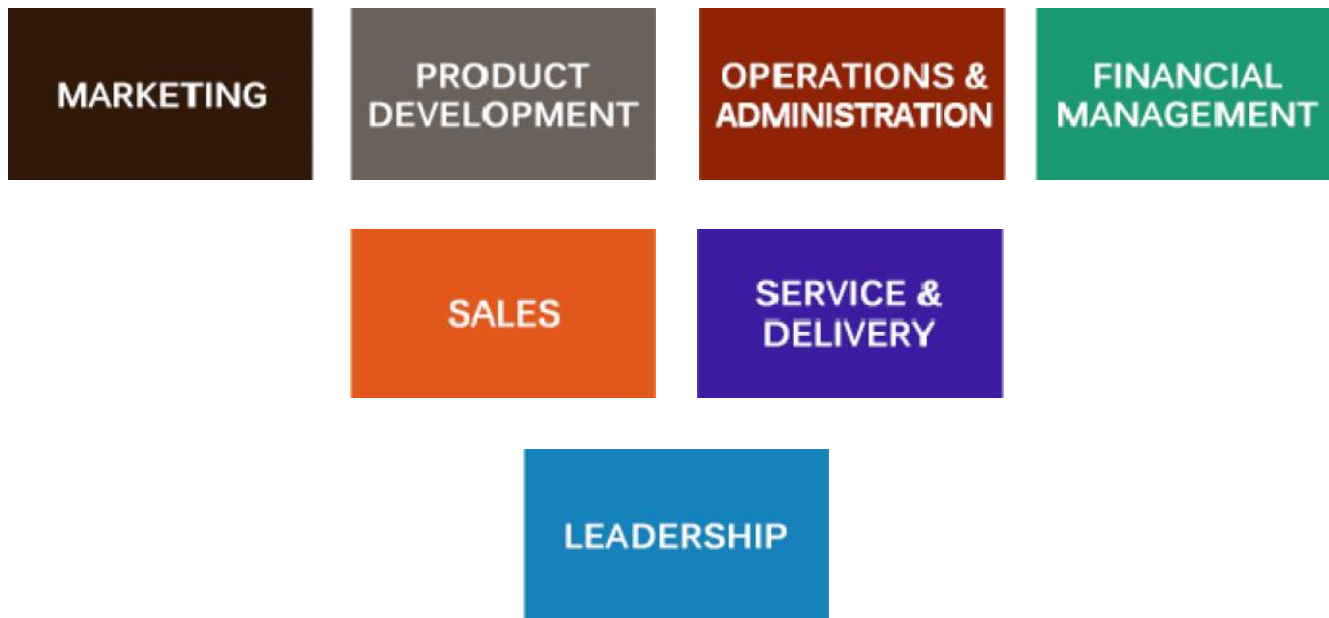 MARKETING
PRODUCT
DEVELOPMENT
OPERATIONS &
ADMINISTRATION
FINANCIAL
MANAGEMENT
SALES
SERVICE &
DELIVERY
LEADERSHIP